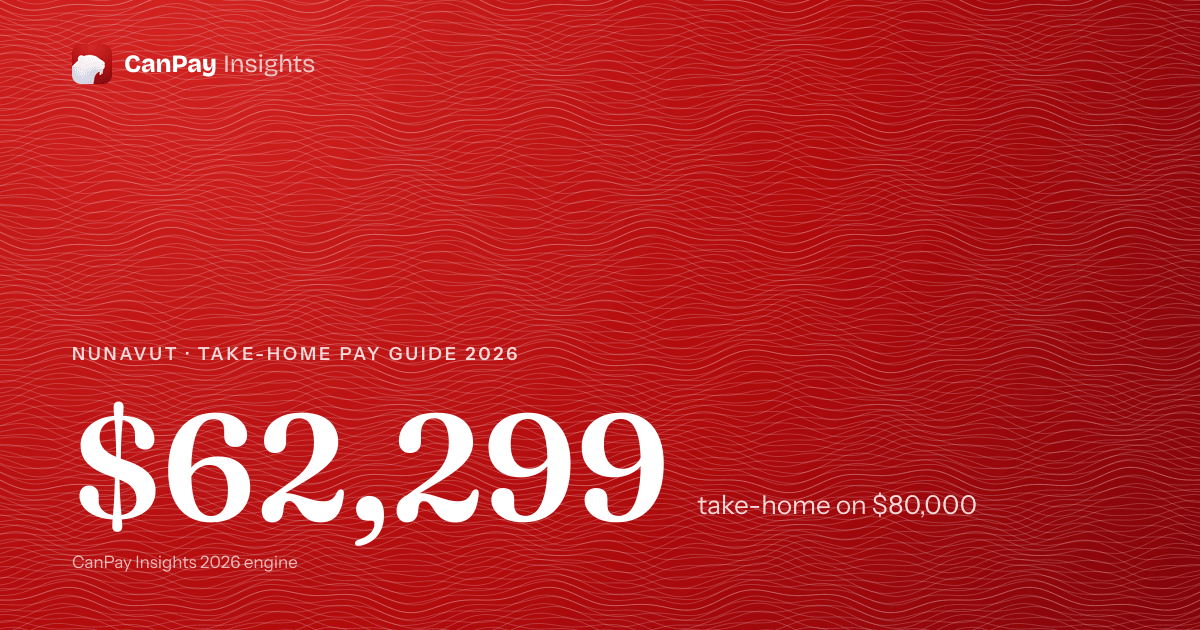 CanPay Insights
NUNAVUT · TAKE-HOME PAY GUIDE 2026
$62,299 take-home on $80,000
CanPay Insights 2026 engine